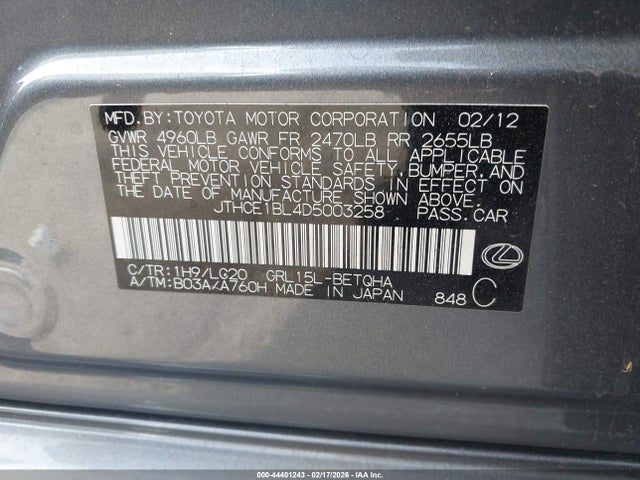 MFD.BY:TOYOTA MOTOR CORPORATION 02/12
GVWR 4960LB GAWR FR 2470LB RR 2655LB
THIS VEHICLE CONFORMS TO ALL APPLICABLE
FEDERAL MOTOR VEHICLE SAFETY,BUMPER,AND
THEFT PREVENTION STANDARDS IN EFFECT ON
THE DATE OF MANUFACTURE SHOWN ABOVE.
JTHCE1BL4D5003258 PASS.CAR
C/TR:1H9/LG20 GRL15L-BETQHA
A/TM:B03A/A760H MADE IN JAPAN 848 C
000-44401243 - 02/17/2026 - IAAI INC.